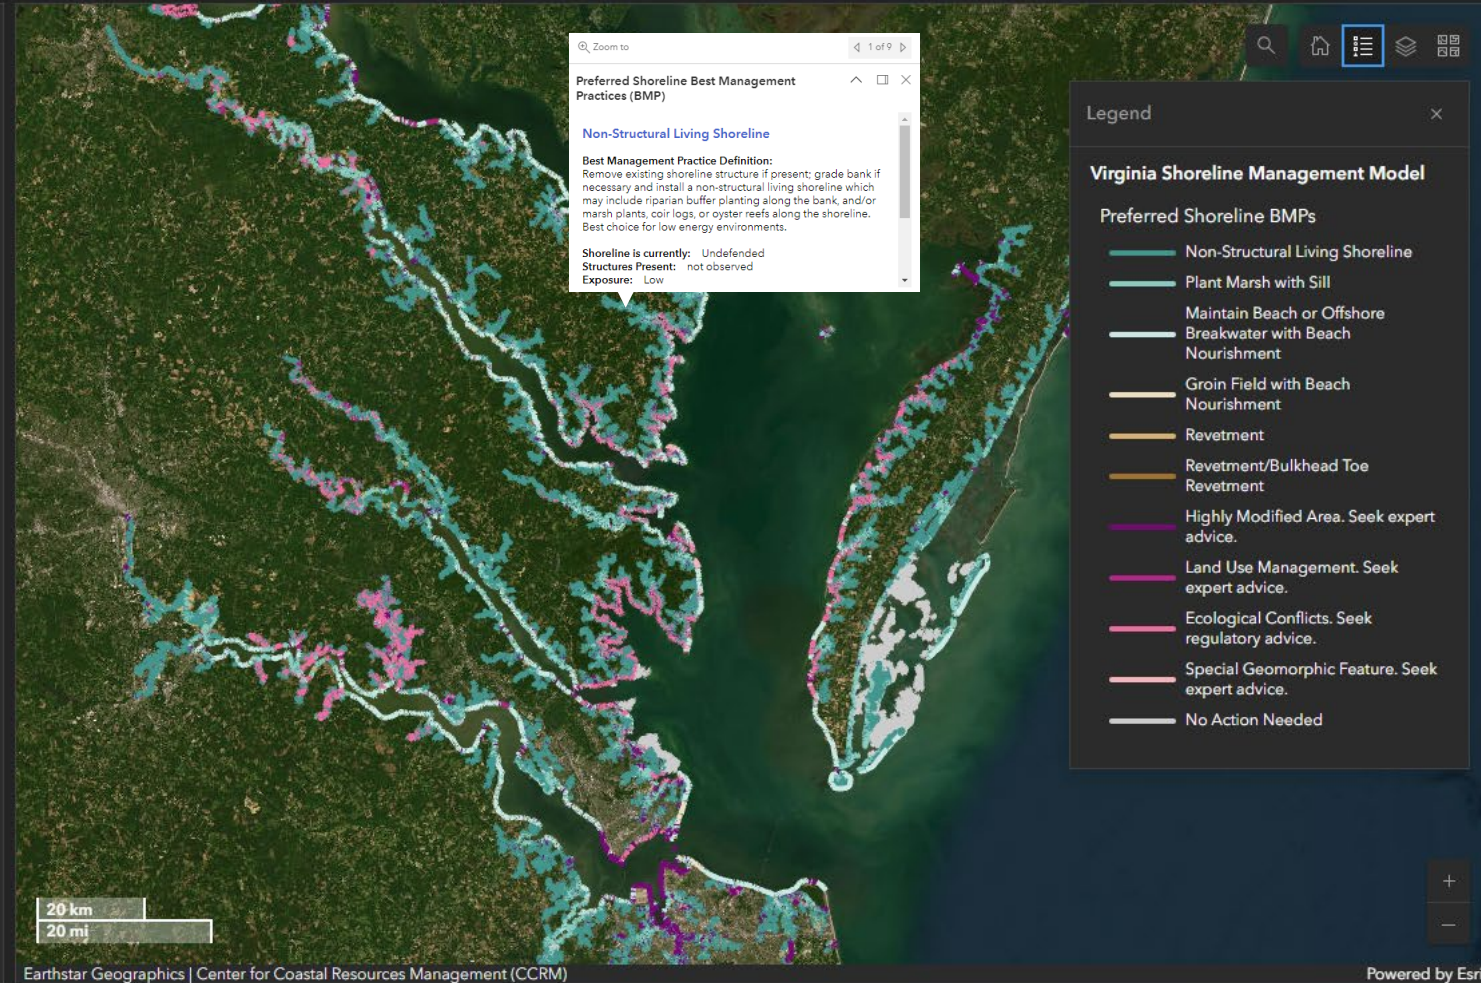 Zoom to
1 of 9
Preferred Shoreline Best Management
Practices (BMP)
Non-Structural Living Shoreline
Best Management Practice Definition:
Remove existing shoreline structure if present; grade bank if
necessary and install a non-structural living shoreline which
may include riparian buffer planting along the bank, and/or
marsh plants, coir logs, or oyster reefs along the shoreline.
Best choice for low energy environments.
Shoreline is currently: Undefended
Structures Present: not observed
Exposure: Low
Legend
Virginia Shoreline Management Model
Preferred Shoreline BMPs
Non-Structural Living Shoreline
Plant Marsh with Sill
Maintain Beach or Offshore
Breakwater with Beach
Nourishment
Groin Field with Beach
Nourishment
Revetment
Revetment/Bulkhead Toe
Revetment
Highly Modified Area. Seek expert
advice.
Land Use Management. Seek
expert advice.
Ecological Conflicts. Seek
regulatory advice.
Special Geomorphic Feature. Seek
expert advice.
No Action Needed
20 km
20 mi
Earthstar Geographics | Center for Coastal Resources Management (CCRM)
Powered by Esri